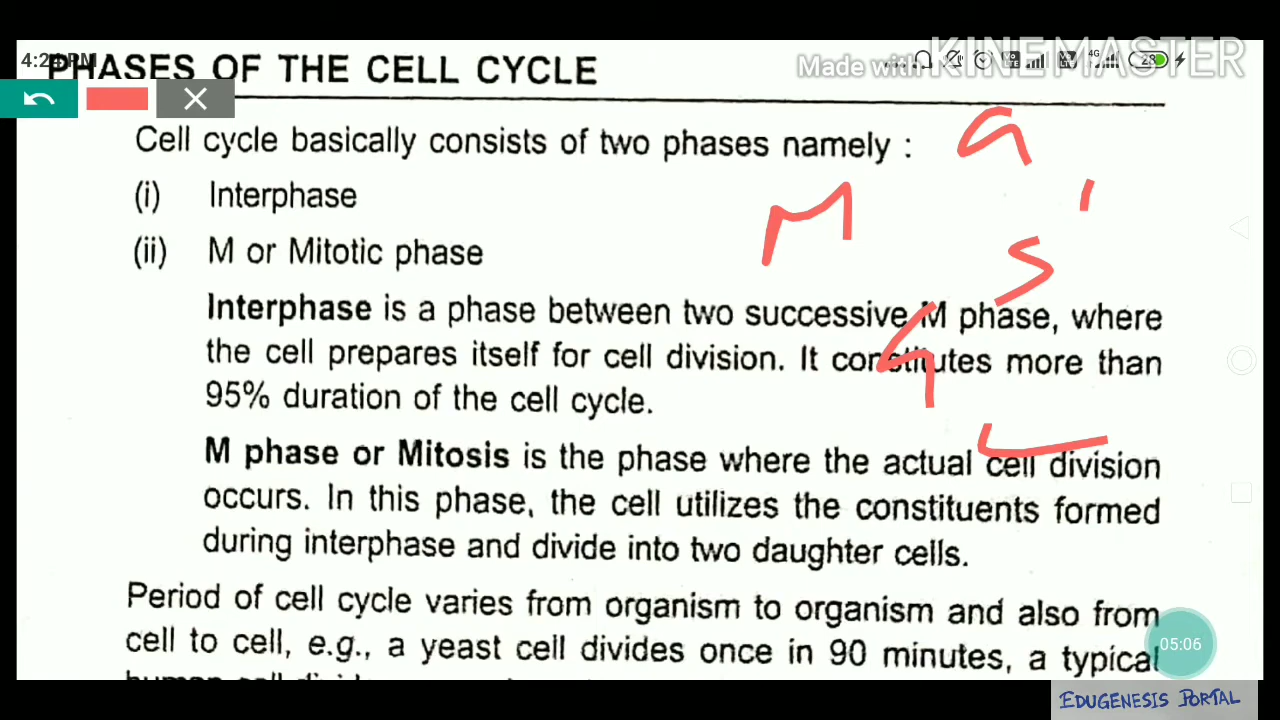 4:24 PM
Made with KINEMASTER
4G
28
PHASES OF THE CELL CYCLE
Cell cycle basically consists of two phases namely :
(i) Interphase
(ii) M or Mitotic phase
M
S
Interphase is a phase between two successive M phase, where
the cell prepares itself for cell division. It constitutes more than
95% duration of the cell cycle.
M phase or Mitosis is the phase where the actual cell division
occurs. In this phase, the cell utilizes the constituents formed
during interphase and divide into two daughter cells.
Period of cell cycle varies from organism to organism and also from
cell to cell, e.g., a yeast cell divides once in 90 minutes, a typical
05:06
EDUGENESIS PORTAL